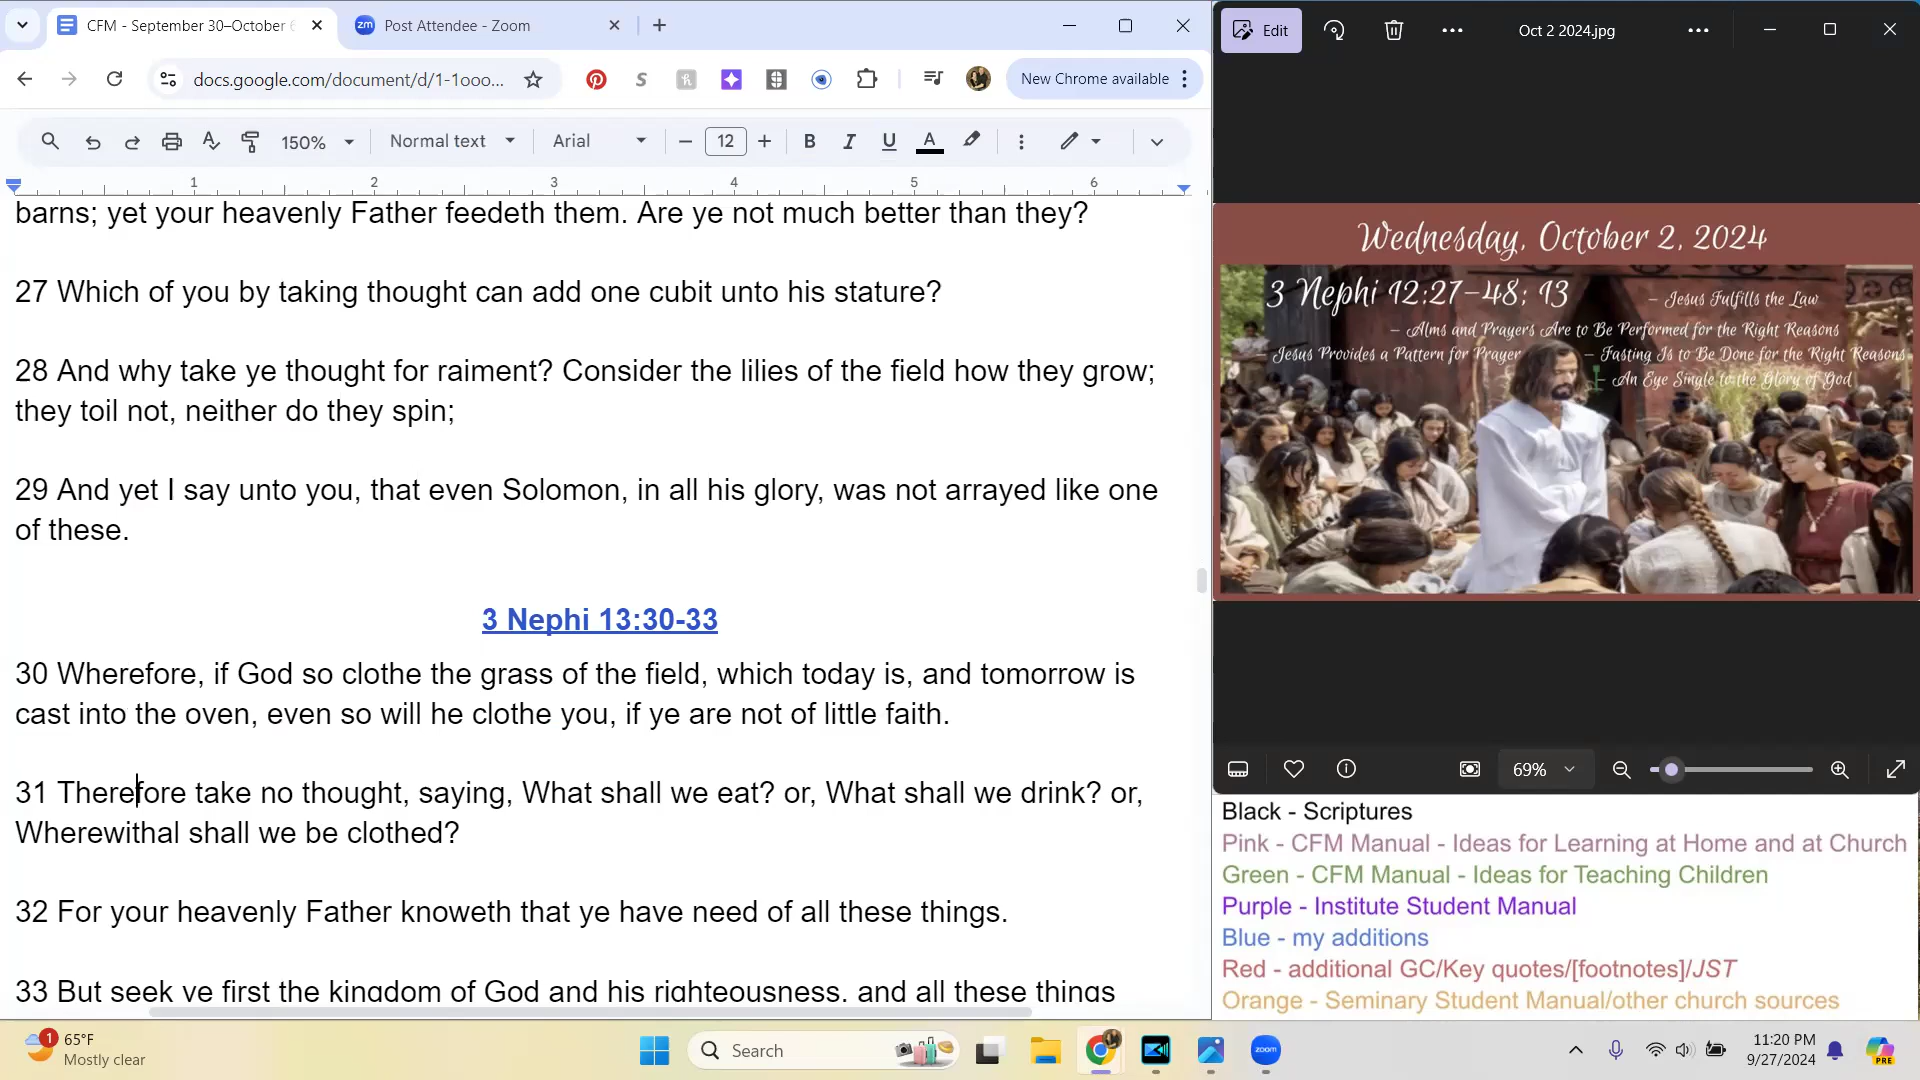 CFM - September 30–October 6
Post Attendee - Zoom
docs.google.com/document/d/1-1ooo...
New Chrome available
150%
Normal text
Arial
12
1 2 3 4 5 6
barns; yet your heavenly Father feedeth them. Are ye not much better than they?
27 Which of you by taking thought can add one cubit unto his stature?
28 And why take ye thought for raiment? Consider the lilies of the field how they grow;
they toil not, neither do they spin;
29 And yet I say unto you, that even Solomon, in all his glory, was not arrayed like one
of these.
3 Nephi 13:30-33
30 Wherefore, if God so clothe the grass of the field, which today is, and tomorrow is
cast into the oven, even so will he clothe you, if ye are not of little faith.
31 Therefore take no thought, saying, What shall we eat? or, What shall we drink? or,
Wherewithal shall we be clothed?
32 For your heavenly Father knoweth that ye have need of all these things.
33 But seek ye first the kingdom of God and his righteousness, and all these things
Edit
Oct 2 2024.jpg
Wednesday, October 2, 2024
3 Nephi 12:27-48; 13
– Jesus Fulfills the Law
– Alms and Prayers Are to Be Performed for the Right Reasons
– Jesus Provides a Pattern for Prayer
– Fasting Is to Be Done for the Right Reasons
– An Eye Single to the Glory of God
69%
Black - Scriptures
Pink - CFM Manual - Ideas for Learning at Home and at Church
Green - CFM Manual - Ideas for Teaching Children
Purple - Institute Student Manual
Blue - my additions
Red - additional GC/Key quotes/[footnotes]/JST
Orange - Seminary Student Manual/other church sources
1
65°F
Mostly clear
Search
zoom
11:20 PM
9/27/2024
PRE